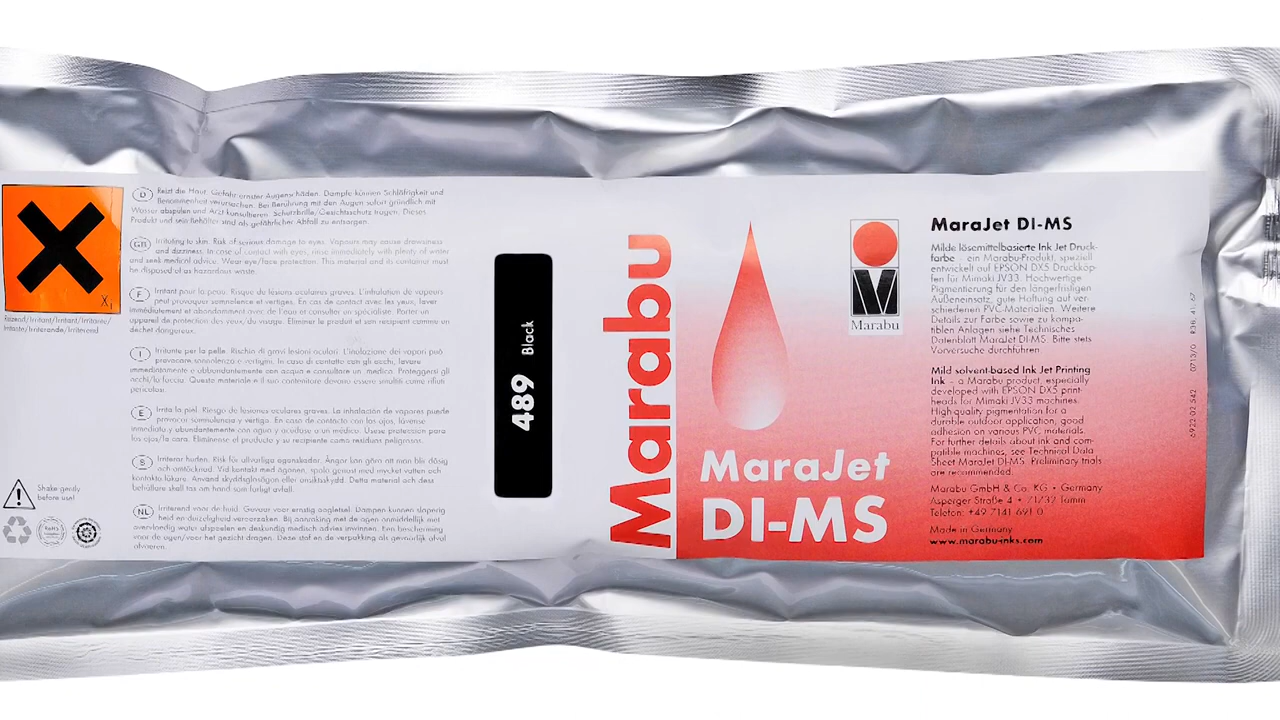 Xi
Reizend/Irritant/Irritant/Irritante/
Irritante/Irriterande/Irriterend
Shake gently
before use!
RoHS
D
Reizt die Haut. Gefahr ernster Augenschäden. Dämpfe können Schläfrigkeit und
Benommenheit verursachen. Bei Berührung mit den Augen sofort gründlich mit
Wasser abspülen und Arzt konsultieren. Schutzbrille/Gesichtsschutz tragen. Dieses
Produkt und sein Behälter sind als gefährlicher Abfall zu entsorgen.
GB
Irritating to skin. Risk of serious damage to eyes. Vapours may cause drowsiness
and dizziness. In case of contact with eyes, rinse immediately with plenty of water
and seek medical advice. Wear eye/face protection. This material and its container must
be disposed of as hazardous waste.
F
Irritant pour la peau. Risque de lésions oculaires graves. L'inhalation de vapeurs
peut provoquer somnolence et vertiges. En cas de contact avec les yeux, laver
immédiatement et abondamment avec de l'eau et consulter un spécialiste. Porter un
appareil de protection des yeux/du visage. Éliminer le produit et son récipient comme un
déchet dangereux.
I
Irritante per la pelle. Rischio di gravi lesioni oculari. L'inalazione dei vapori può
provocare sonnolenza e vertigini. In caso di contatto con gli occhi, lavare
immediatamente e abbondantemente con acqua e consultare un medico. Proteggersi gli
occhi/la faccia. Questo materiale e il suo contenitore devono essere smaltiti come rifiuti
pericolosi.
E
Irrita la piel. Riesgo de lesiones oculares graves. La inhalación de vapores puede
provocar somnolencia y vértigo. En caso de contacto con los ojos, lávense
inmediata y abundantemente con agua y acúdase a un médico. Úsese protección para
los ojos/la cara. Elimínense el producto y su recipiente como residuos peligrosos.
S
Irriterar huden. Risk för allvarliga ögonskador. Ångor kan göra att man blir dåsig
och omtöcknad. Vid kontakt med ögonen, spola genast med mycket vatten och
kontakta läkare. Använd skyddsglasögon eller ansiktsskydd. Detta material och dess
behållare skall tas om hand som farligt avfall.
NL
Irriterend voor de huid. Gevaar voor ernstig oogletsel. Dampen kunnen slaperig-
heid en duizeligheid veroorzaken. Bij aanraking met de ogen onmiddellijk met
overvloedig water afspoelen en deskundig medisch advies inwinnen. Een bescherming
voor de ogen/voor het gezicht dragen. Deze stof en de verpakking als gevaarlijk afval
afvoeren.
489 Black
Marabu
MaraJet
DI-MS
Marabu
MaraJet DI-MS
Milde lösemittelbasierte Ink Jet Druck-
farbe – ein Marabu-Produkt, speziell
entwickelt auf EPSON DX5 Druckköp-
fen für Mimaki JV33. Hochwertige
Pigmentierung für den längerfristigen
Außeneinsatz, gute Haftung auf ver-
schiedenen PVC-Materialien. Weitere
Details zur Farbe sowie zu kompa-
tiblen Anlagen siehe Technisches
Datenblatt MaraJet DI-MS. Bitte stets
Vorversuche durchführen.
Mild solvent-based Ink Jet Printing
Ink – a Marabu product, especially
developed with EPSON DX5 print-
heads for Mimaki JV33 machines.
High-quality pigmentation for a
durable outdoor application, good
adhesion on various PVC materials.
For further details about ink and com-
patible machines, see Technical Data
Sheet MaraJet DI-MS. Preliminary trials
are recommended.
Marabu GmbH & Co. KG • Germany
Asperger Straße 4 • 71732 Tamm
Telefon: +49 7141 691-0
Made in Germany
www.marabu-inks.com
6922 02 542 0713/0 R38, 41, 67